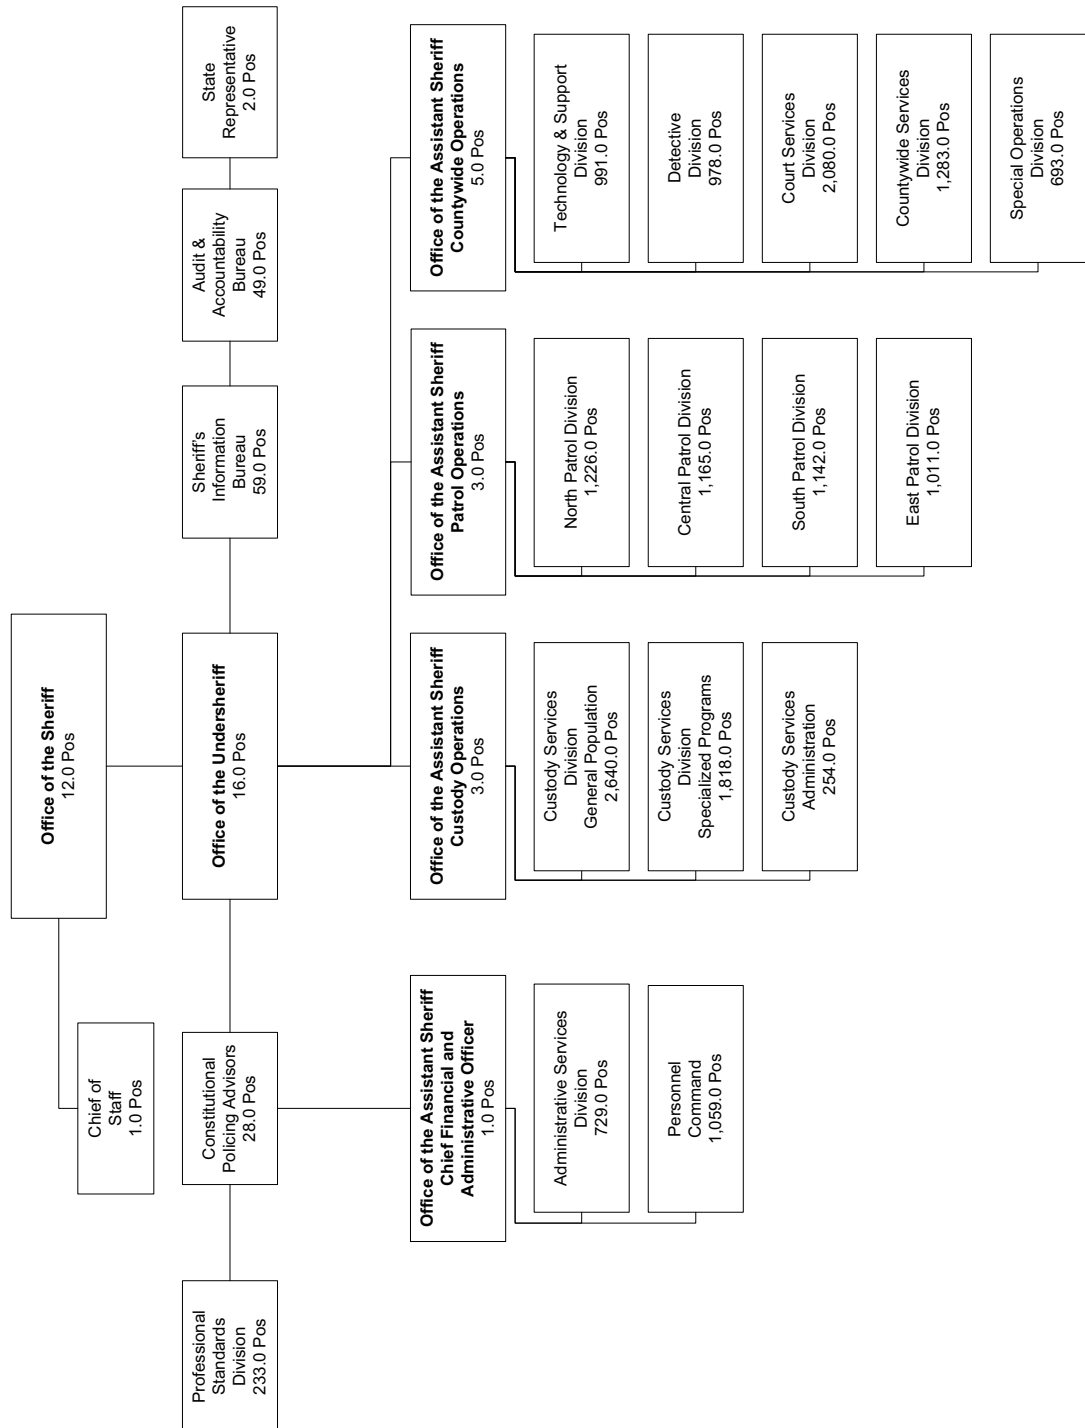 Office of the Sheriff
12.0 Pos
Chief of
Staff
1.0 Pos
Professional
Standards
Division
233.0 Pos
Constitutional
Policing Advisors
28.0 Pos
Office of the Undersheriff
16.0 Pos
Sheriff's
Information
Bureau
59.0 Pos
Audit &
Accountability
Bureau
49.0 Pos
State
Representative
2.0 Pos
Office of the Assistant Sheriff
Chief Financial and
Administrative Officer
1.0 Pos
Administrative Services
Division
729.0 Pos
Personnel
Command
1,059.0 Pos
Office of the Assistant Sheriff
Custody Operations
3.0 Pos
Custody Services
Division
General Population
2,640.0 Pos
Custody Services
Division
Specialized Programs
1,818.0 Pos
Custody Services
Administration
254.0 Pos
Office of the Assistant Sheriff
Patrol Operations
3.0 Pos
North Patrol Division
1,226.0 Pos
Central Patrol Division
1,165.0 Pos
South Patrol Division
1,142.0 Pos
East Patrol Division
1,011.0 Pos
Office of the Assistant Sheriff
Countywide Operations
5.0 Pos
Technology & Support
Division
991.0 Pos
Detective
Division
978.0 Pos
Court Services
Division
2,080.0 Pos
Countywide Services
Division
1,283.0 Pos
Special Operations
Division
693.0 Pos